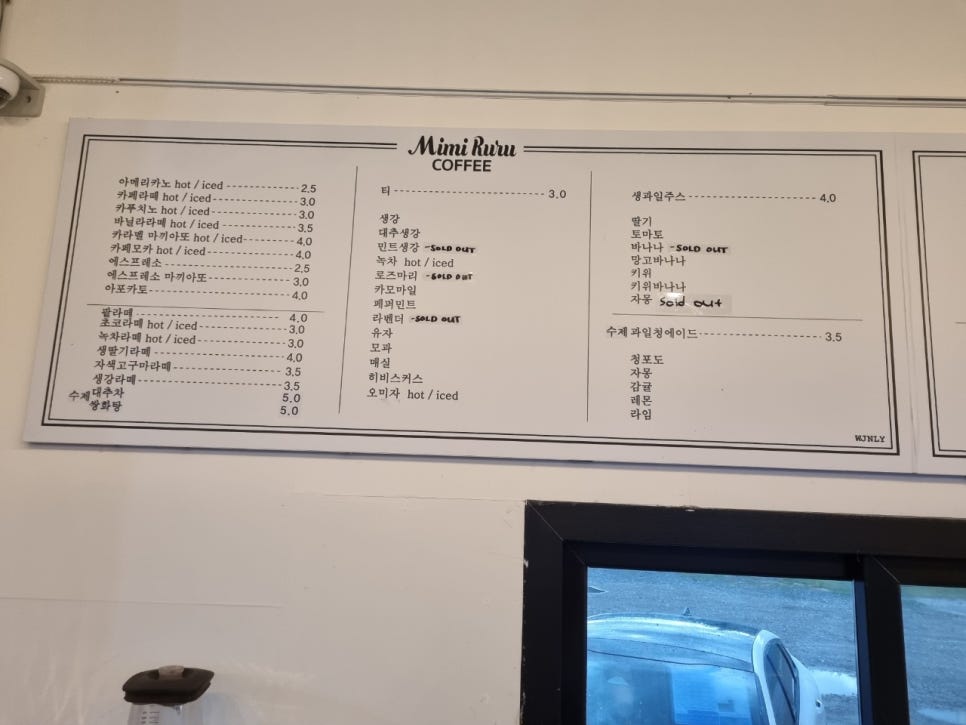 Mimi Ruru
COFFEE
아메리카노 hot / iced 2.5
카페라떼 hot / iced 3.0
카푸치노 hot / iced 3.0
바닐라라떼 hot / iced 3.5
카라멜 마끼아또 hot / iced 4.0
카페모카 hot / iced 4.0
에스프레소 2.5
에스프레소 마끼아또 3.0
아포카토 4.0
팥라떼 4.0
초코라떼 hot / iced 3.0
녹차라떼 hot / iced 3.0
생딸기라떼 4.0
자색고구마라떼 3.5
생강라떼 3.5
수제 대추차 5.0
쌍화탕 5.0
티 3.0
생강
대추생강
민트생강 -SOLD OUT
녹차 hot / iced
로즈마리 -SOLD OUT
카모마일
페퍼민트
라벤더 -SOLD OUT
유자
모과
매실
히비스커스
오미자 hot / iced
생과일주스 4.0
딸기
토마토
바나나 -SOLD OUT
망고바나나
키위
키위바나나
자몽 Sold out
수제 과일청에이드 3.5
청포도
자몽
감귤
레몬
라임
WJNLY